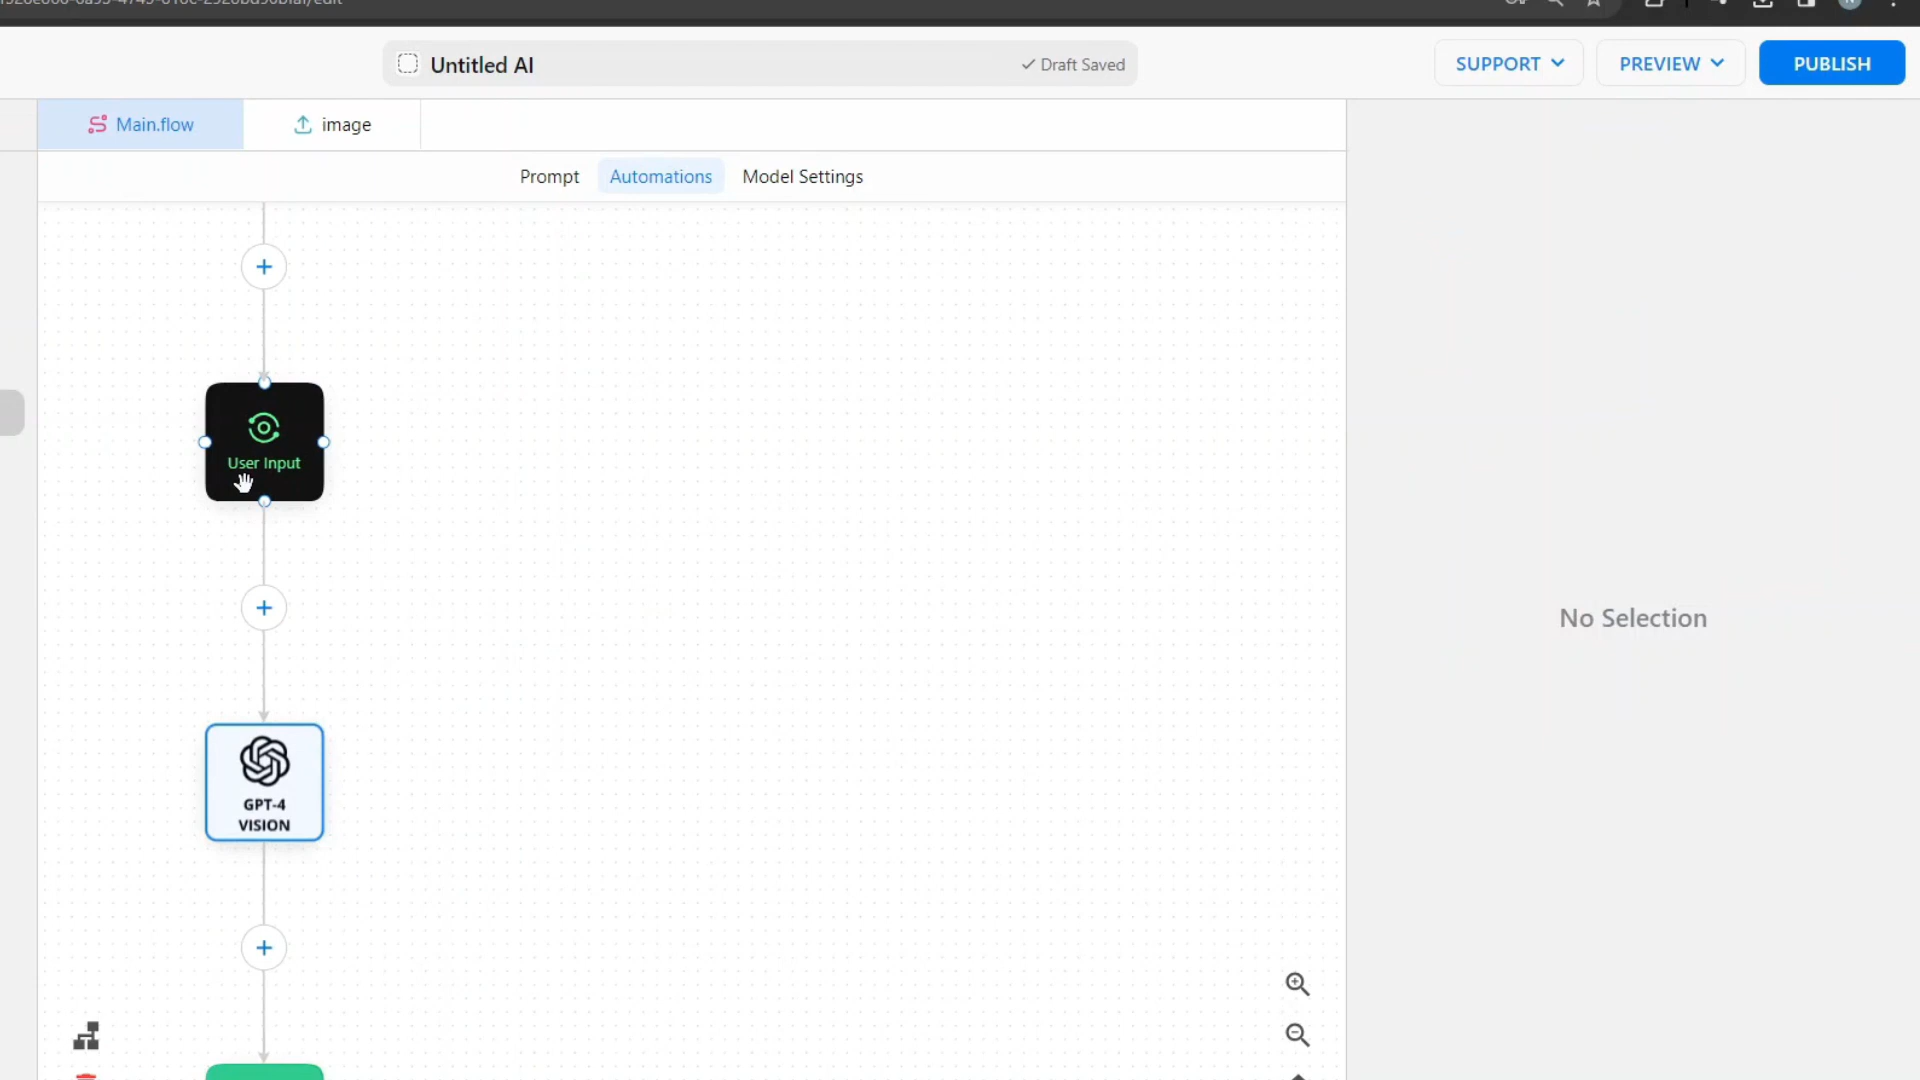 Untitled AI
Draft Saved
SUPPORT
PREVIEW
PUBLISH
Main.flow
image
Prompt
Automations
Model Settings
User Input
No Selection
GPT-4
VISION